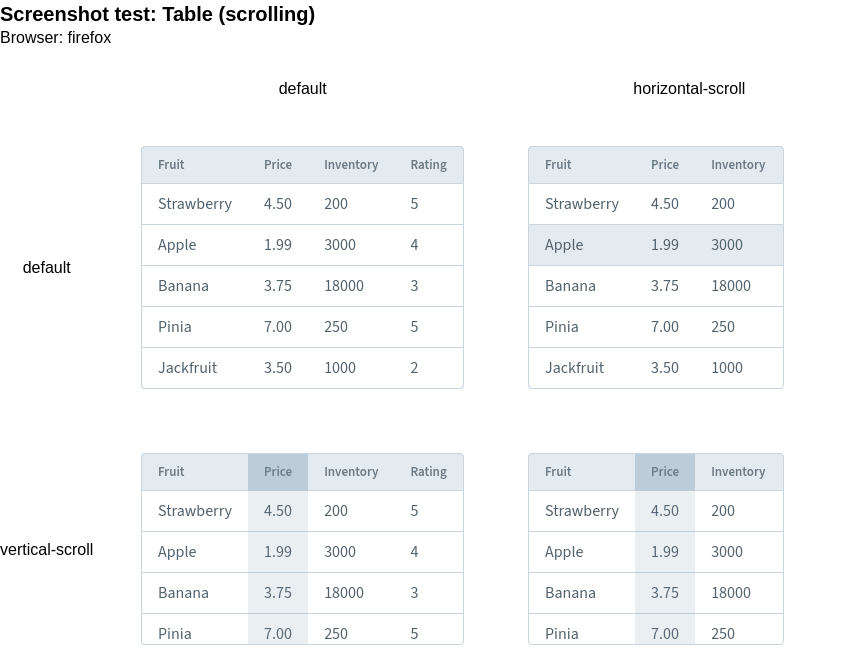 Screenshot test: Table (scrolling)
Browser: firefox
default horizontal-scroll
default
Fruit Price Inventory Rating
Strawberry 4.50 200 5
Apple 1.99 3000 4
Banana 3.75 18000 3
Pinia 7.00 250 5
Jackfruit 3.50 1000 2
Fruit Price Inventory
Strawberry 4.50 200
Apple 1.99 3000
Banana 3.75 18000
Pinia 7.00 250
Jackfruit 3.50 1000
vertical-scroll
Fruit Price Inventory Rating
Strawberry 4.50 200 5
Apple 1.99 3000 4
Banana 3.75 18000 3
Pinia 7.00 250 5
Fruit Price Inventory
Strawberry 4.50 200
Apple 1.99 3000
Banana 3.75 18000
Pinia 7.00 250